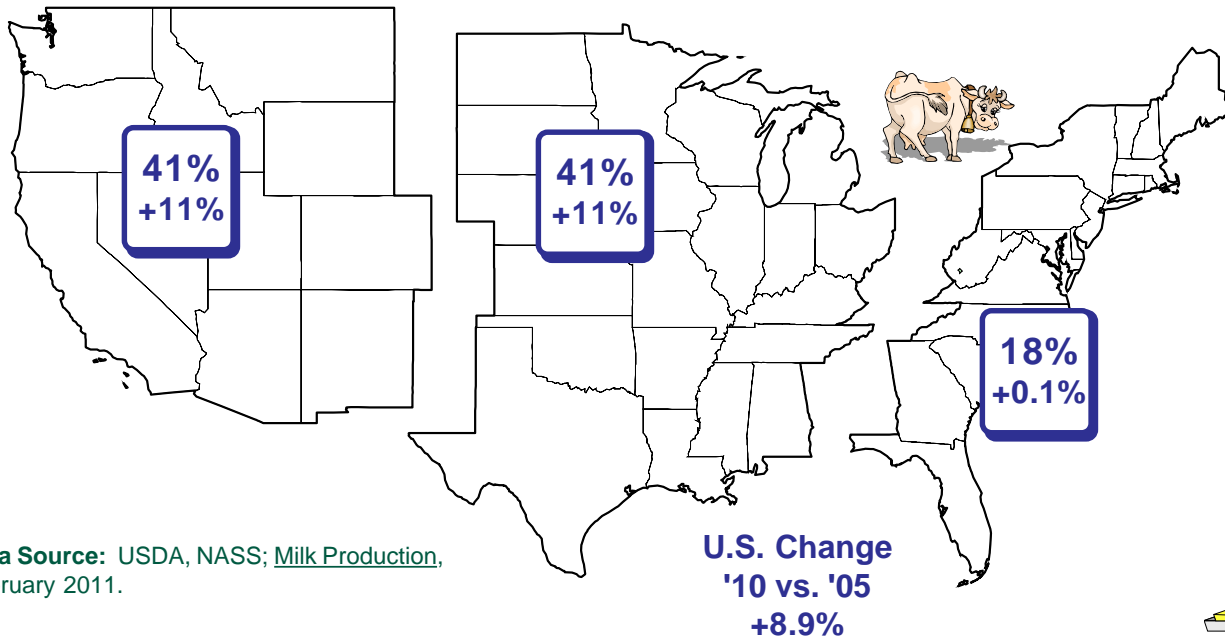 41%
+11%
41%
+11%
18%
+0.1%
a Source: USDA, NASS; Milk Production,
ruary 2011.
U.S. Change
'10 vs. '05
+8.9%